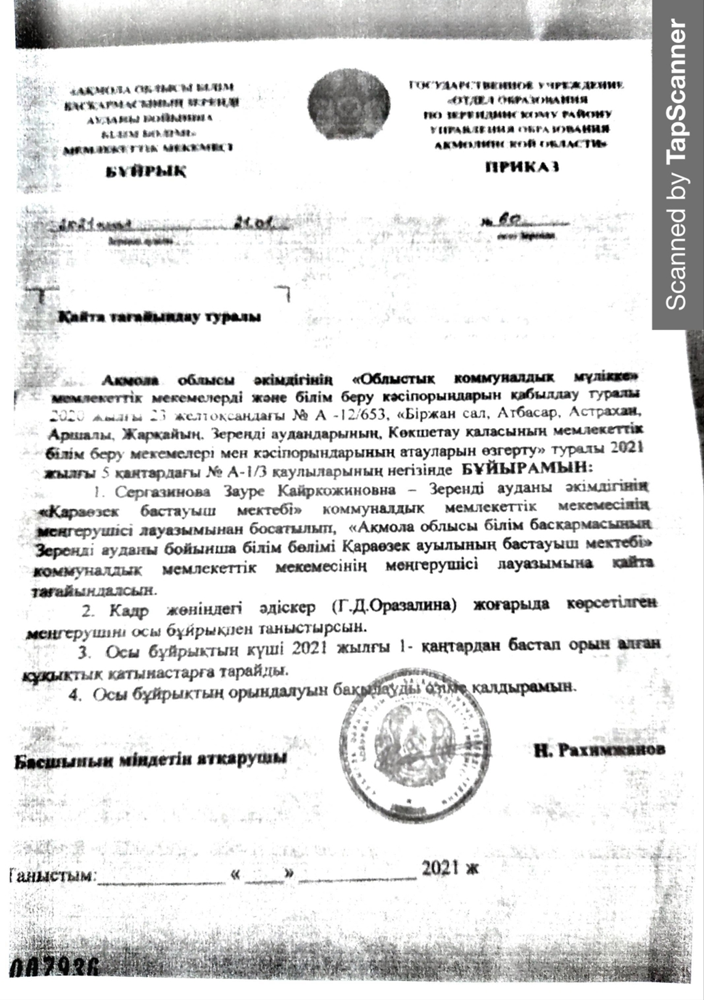 «АҚМОЛА ОБЛЫСЫ БІЛІМ
БАСҚАРМАСЫНЫҢ ЗЕРЕНДІ
АУДАНЫ БОЙЫНША
БІЛІМ БӨЛІМІ»
МЕМЛЕКЕТТІК МЕКЕМЕСІ
БҰЙРЫҚ
ГОСУДАРСТВЕННОЕ УЧРЕЖДЕНИЕ
«ОТДЕЛ ОБРАЗОВАНИЯ
ПО ЗЕРЕНДИНСКОМУ РАЙОНУ
УПРАВЛЕНИЯ ОБРАЗОВАНИЯ
АКМОЛИНСКОЙ ОБЛАСТИ»
ПРИКАЗ
2021 жыл 21.01
Зеренді ауылы
№ 60
село Зеренда
Қайта тағайындау туралы
Ақмола облысы әкімдігінің «Облыстық коммуналдық мүлікке»
мемлекеттік мекемелерді және білім беру кәсіпорындарын қабылдау туралы
2020 жылғы 23 желтоқсандағы № А -12/653, «Біржан сал, Атбасар, Астрахан,
Аршалы, Жарқайың, Зеренді аудандарының, Көкшетау қаласының мемлекеттік
білім беру мекемелері мен кәсіпорындарының атауларын өзгерту» туралы 2021
жылғы 5 қаңтардағы № А-1/3 қаулыларының негізінде БҰЙЫРАМЫН:
1. Сергазинова Зауре Кайркожиновна – Зеренді ауданы әкімдігінің
«Қараөзек бастауыш мектебі» коммуналдық мемлекеттік мекемесінің
меңгерушісі лауазымынан босатылып, «Ақмола облысы білім басқармасының
Зеренді ауданы бойынша білім бөлімі Қараөзек ауылының бастауыш мектебі»
коммуналдық мемлекеттік мекемесінің меңгерушісі лауазымына қайта
тағайындалсын.
2. Кадр жөніндегі әдіскер (Г.Д.Оразалина) жоғарыда көрсетілген
меңгерушіні осы бұйрықпен таныстырсын.
3. Осы бұйрықтың күші 2021 жылғы 1- қаңтардан бастап орын алған
құқықтық қатынастарға тарайды.
4. Осы бұйрықтың орындалуын бақылауды өзіме қалдырамын.
Басшының міндетін атқарушы Н. Рахимжанов
Таныстым: « » 2021 ж
007936
Scanned by TapScanner